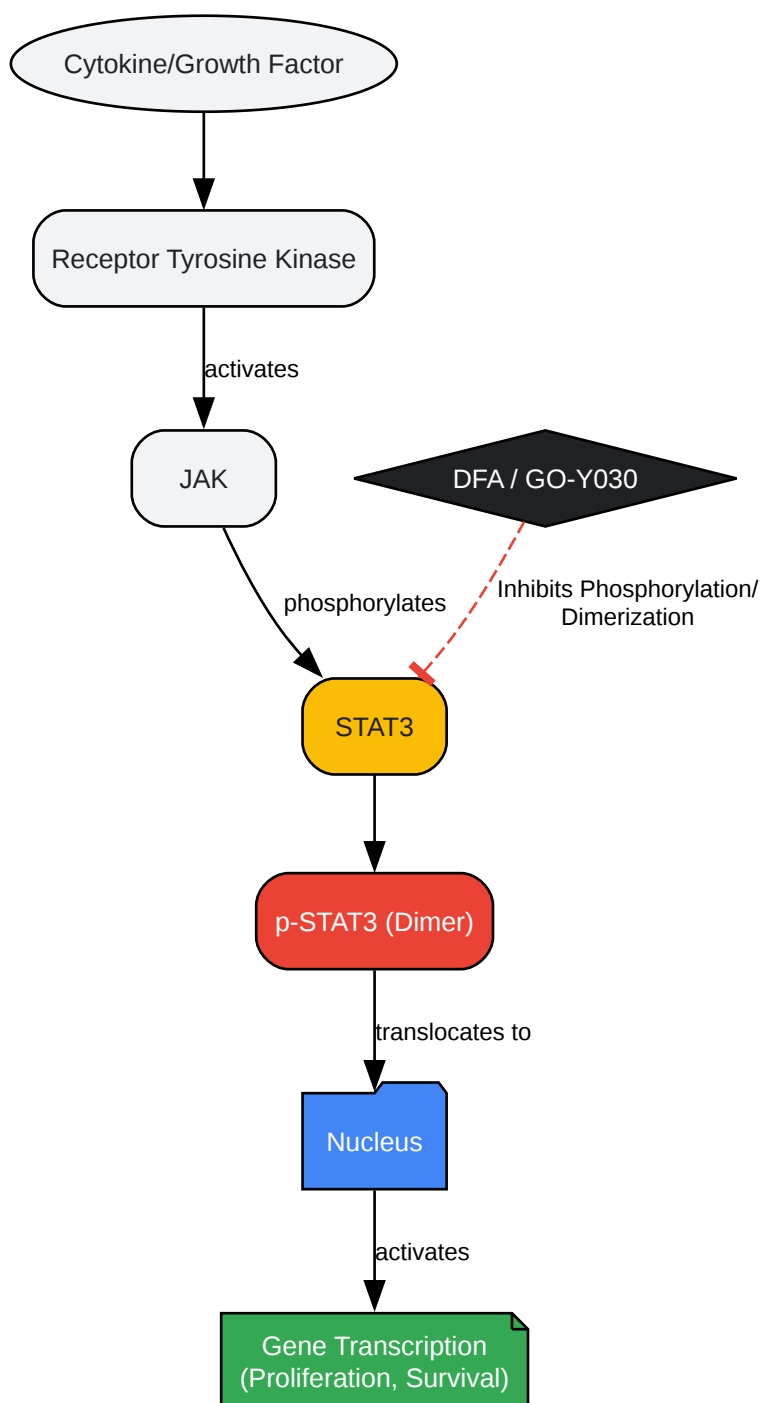 Cytokine/Growth Factor
Receptor Tyrosine Kinase
activates
JAK
DFA / GO-Y030
phosphorylates
Inhibits Phosphorylation/
Dimerization
STAT3
p-STAT3 (Dimer)
translocates to
Nucleus
activates
Gene Transcription
(Proliferation, Survival)